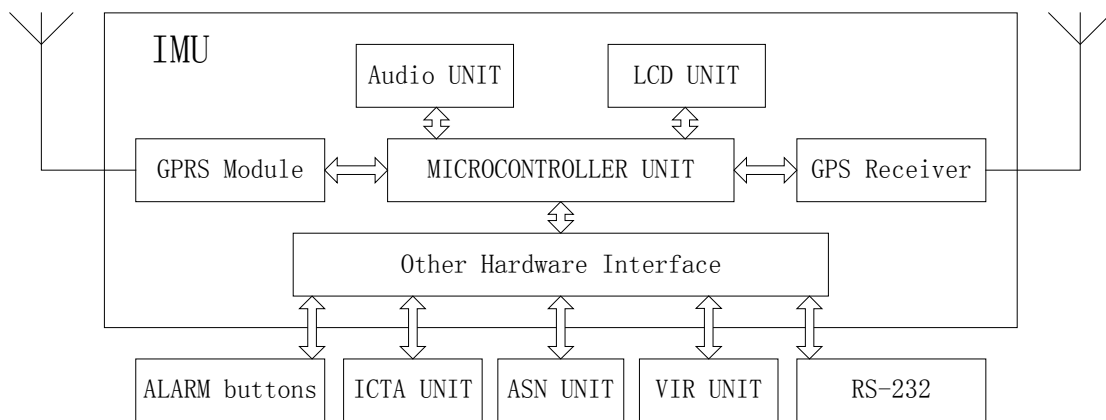 IMU
Audio UNIT
LCD UNIT
GPRS Module
MICROCONTROLLER UNIT
GPS Receiver
Other Hardware Interface
ALARM buttons
ICTA UNIT
ASN UNIT
VIR UNIT
RS-232